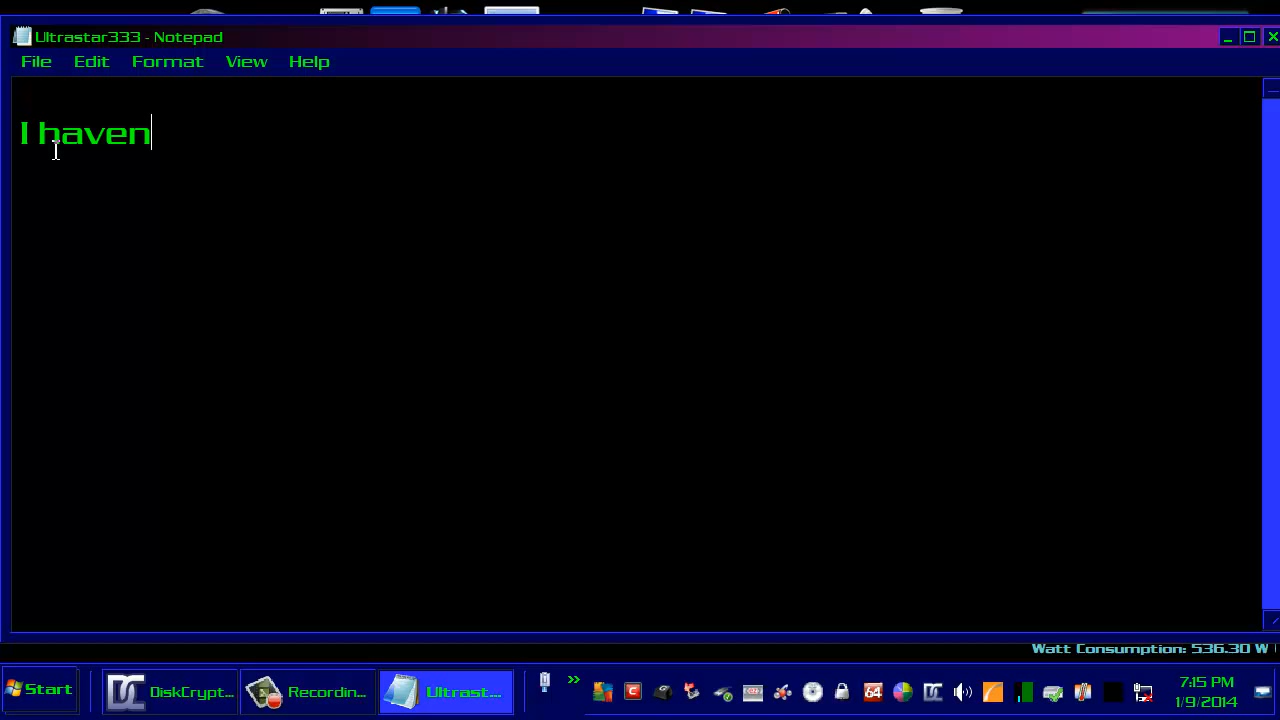 Ultrastar333 - Notepad
File Edit Format View Help
I haven
Watt Consumption: 536.30 W
Start DiskCrypt... Recordin... Ultrast... 64 7:15 PM
1/9/2014